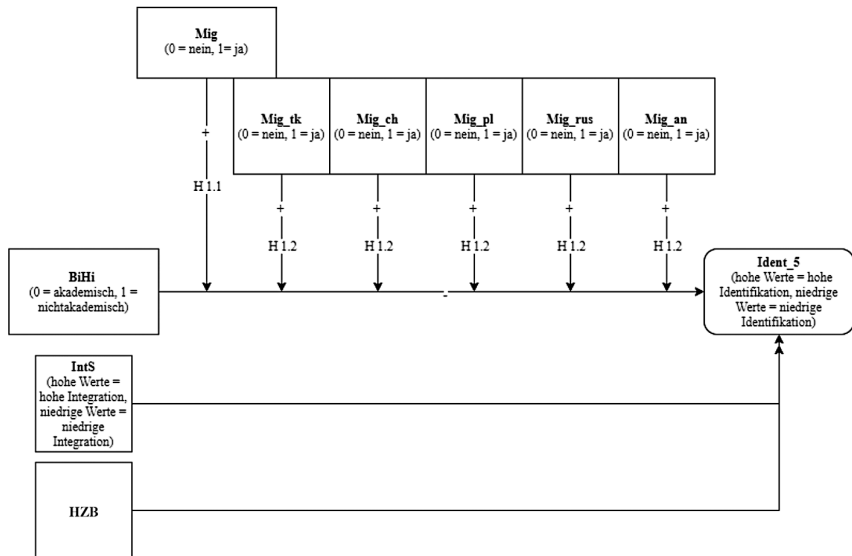 Mig
(0 = nein, 1= ja)
Mig_tk
(0 = nein, 1 = ja)
Mig_ch
(0 = nein, 1 = ja)
Mig_pl
(0 = nein, 1 = ja)
Mig_rus
(0 = nein, 1 = ja)
Mig_an
(0 = nein, 1 = ja)
+
H 1.1
+
+
+
+
+
H 1.2
H 1.2
H 1.2
H 1.2
H 1.2
BiHi
(0 = akademisch, 1 =
nichtakademisch)
-
Ident_5
(hohe Werte = hohe
Identifikation, niedrige
Werte = niedrige
Identifikation)
IntS
(hohe Werte =
hohe Integration,
niedrige Werte =
niedrige
Integration)
HZB